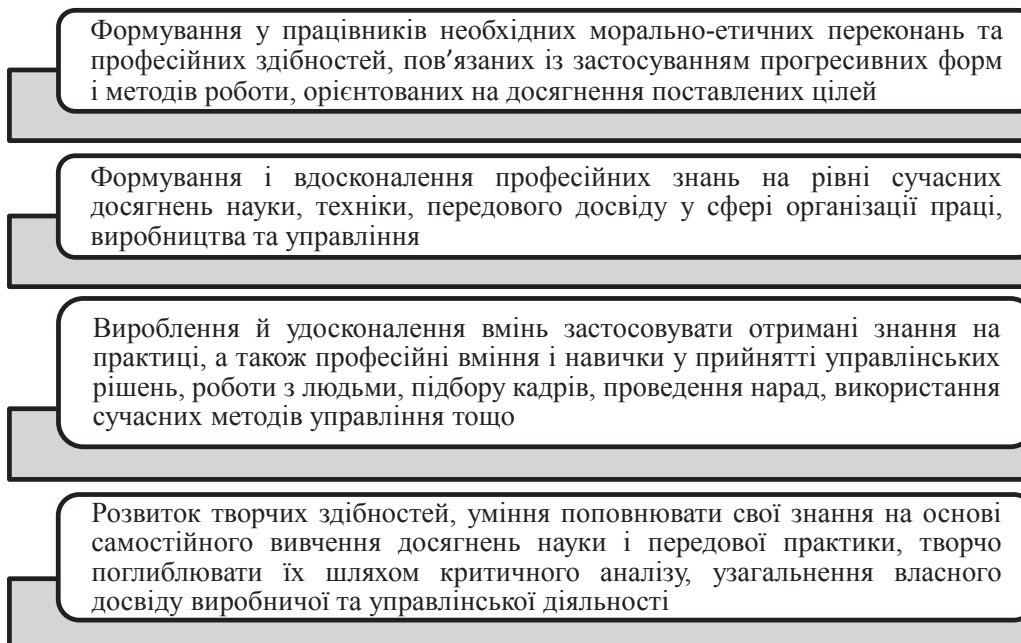 Формування у працівників необхідних морально-етичних переконань та
професійних здібностей, пов’язаних із застосуванням прогресивних форм
і методів роботи, орієнтованих на досягнення поставлених цілей
Формування і вдосконалення професійних знань на рівні сучасних
досягнень науки, техніки, передового досвіду у сфері організації праці,
виробництва та управління
Вироблення й удосконалення вмінь застосовувати отримані знання на
практиці, а також професійні вміння і навички у прийнятті управлінських
рішень, роботи з людьми, підбору кадрів, проведення нарад, використання
сучасних методів управління тощо
Розвиток творчих здібностей, уміння поповнювати свої знання на основі
самостійного вивчення досягнень науки і передової практики, творчо
поглиблювати їх шляхом критичного аналізу, узагальнення власного
досвіду виробничої та управлінської діяльності